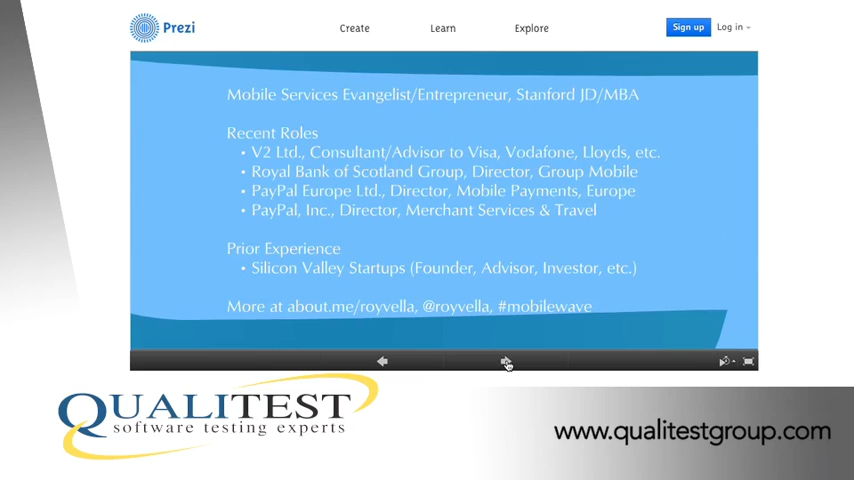 Prezi
Create
Learn
Explore
Sign up
Log in
Mobile Services Evangelist/Entrepreneur, Stanford JD/MBA
Recent Roles
• V2 Ltd., Consultant/Advisor to Visa, Vodafone, Lloyds, etc.
• Royal Bank of Scotland Group, Director, Group Mobile
• PayPal Europe Ltd., Director, Mobile Payments, Europe
• PayPal, Inc., Director, Merchant Services & Travel
Prior Experience
• Silicon Valley Startups (Founder, Advisor, Investor, etc.)
More at about.me/royvella, @royvella, #mobilewave
QUALITEST
software testing experts
www.qualitestgroup.com